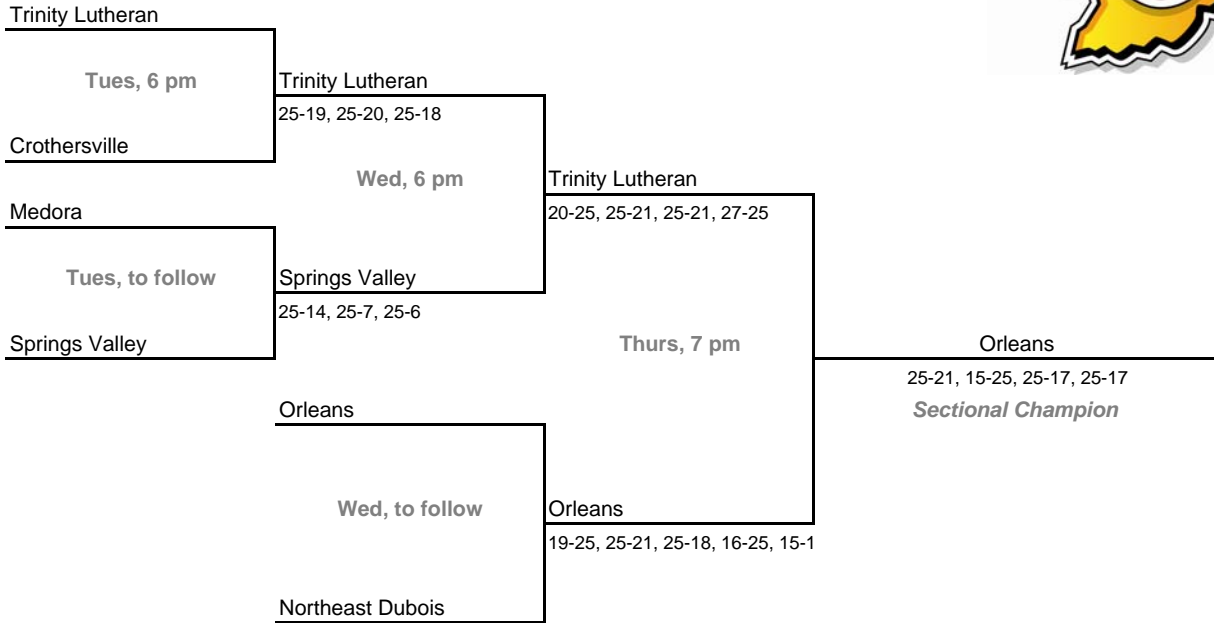 Trinity Lutheran
Tues, 6 pm
Trinity Lutheran
25-19, 25-20, 25-18
Crothersville
Wed, 6 pm
Trinity Lutheran
Medora
20-25, 25-21, 25-21, 27-25
Tues, to follow
Springs Valley
25-14, 25-7, 25-6
Springs Valley
Thurs, 7 pm
Orleans
25-21, 15-25, 25-17, 25-17
Orleans
Sectional Champion
Wed, to follow
Orleans
19-25, 25-21, 25-18, 16-25, 15-1
Northeast Dubois